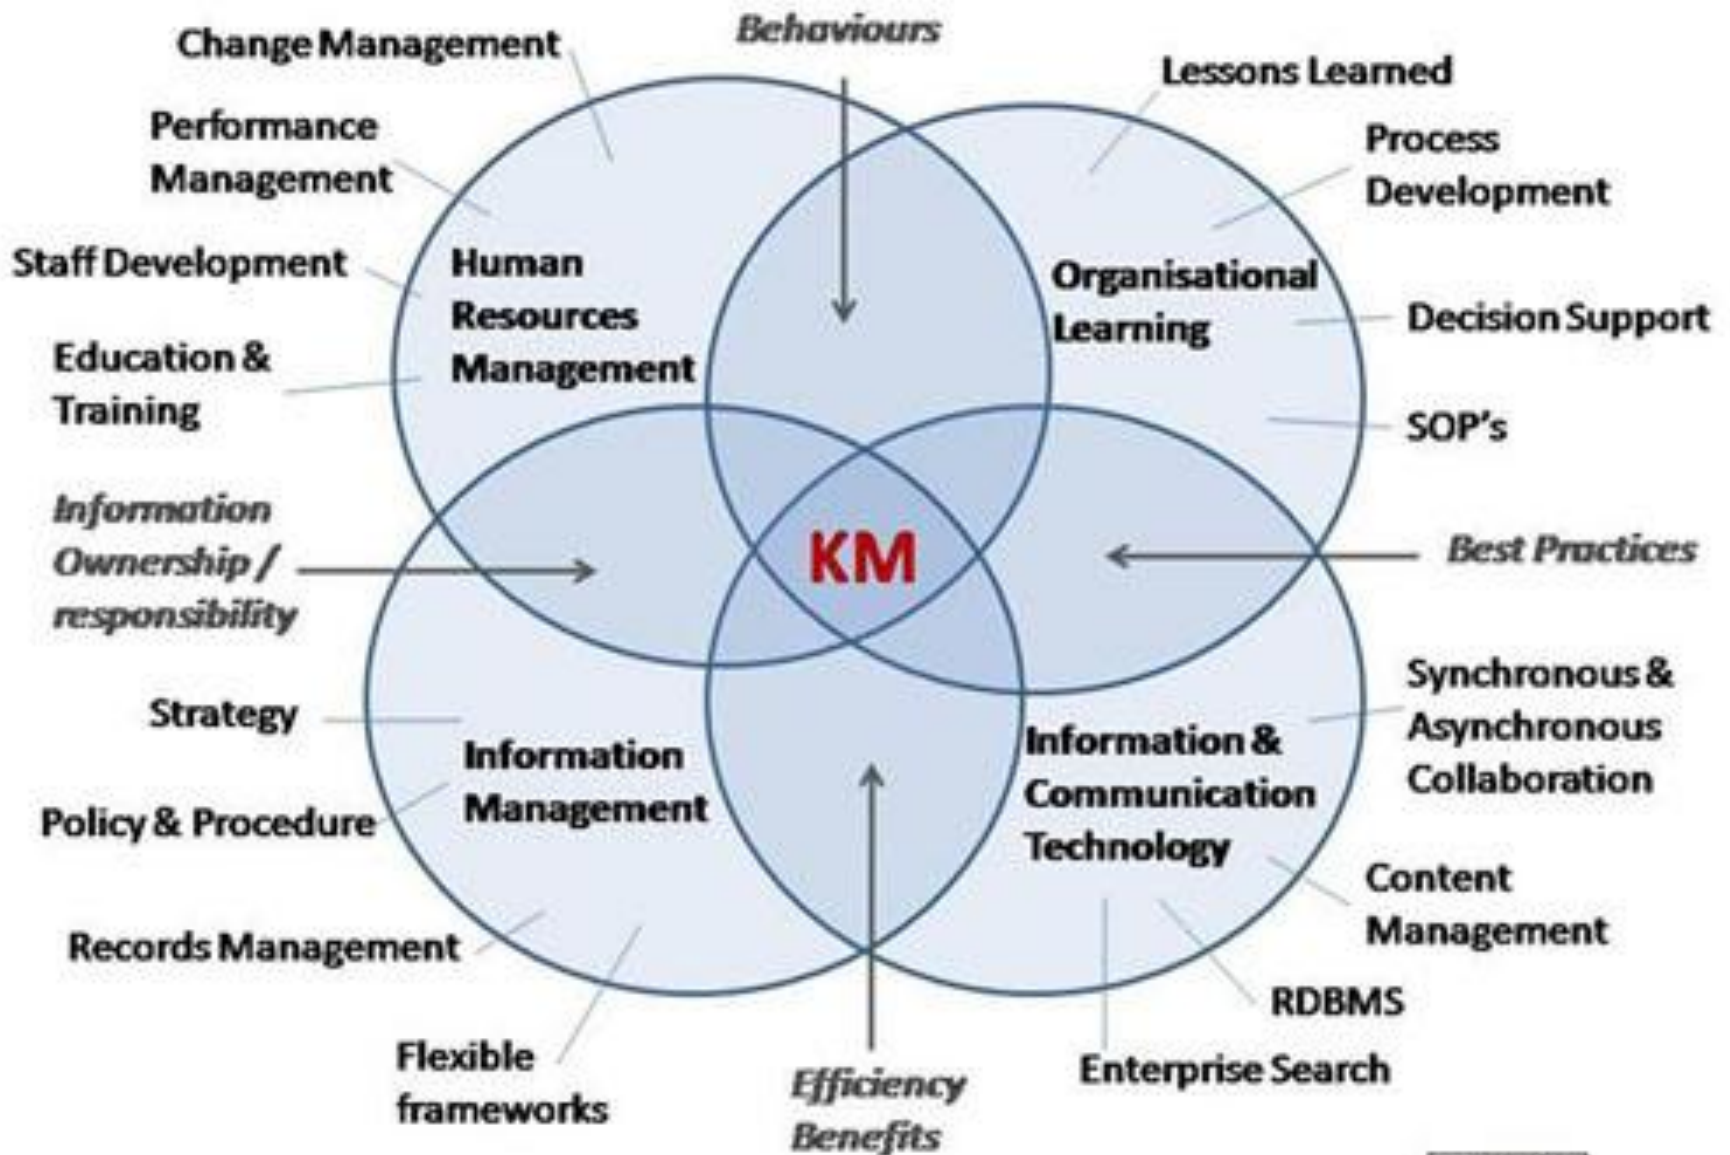 Change Management
Behaviours
Lessons Learned
Performance
Management
Process
Development
Staff Development
Human
Resources
Management
Organisational
Learning
Decision Support
Education &
Training
SOP's
Information
Ownership /
responsibility
KM
Best Practices
Strategy
Information
Management
Information &
Communication
Technology
Synchronous &
Asynchronous
Collaboration
Policy & Procedure
Content
Management
Records Management
RDBMS
Flexible
frameworks
Efficiency
Benefits
Enterprise Search